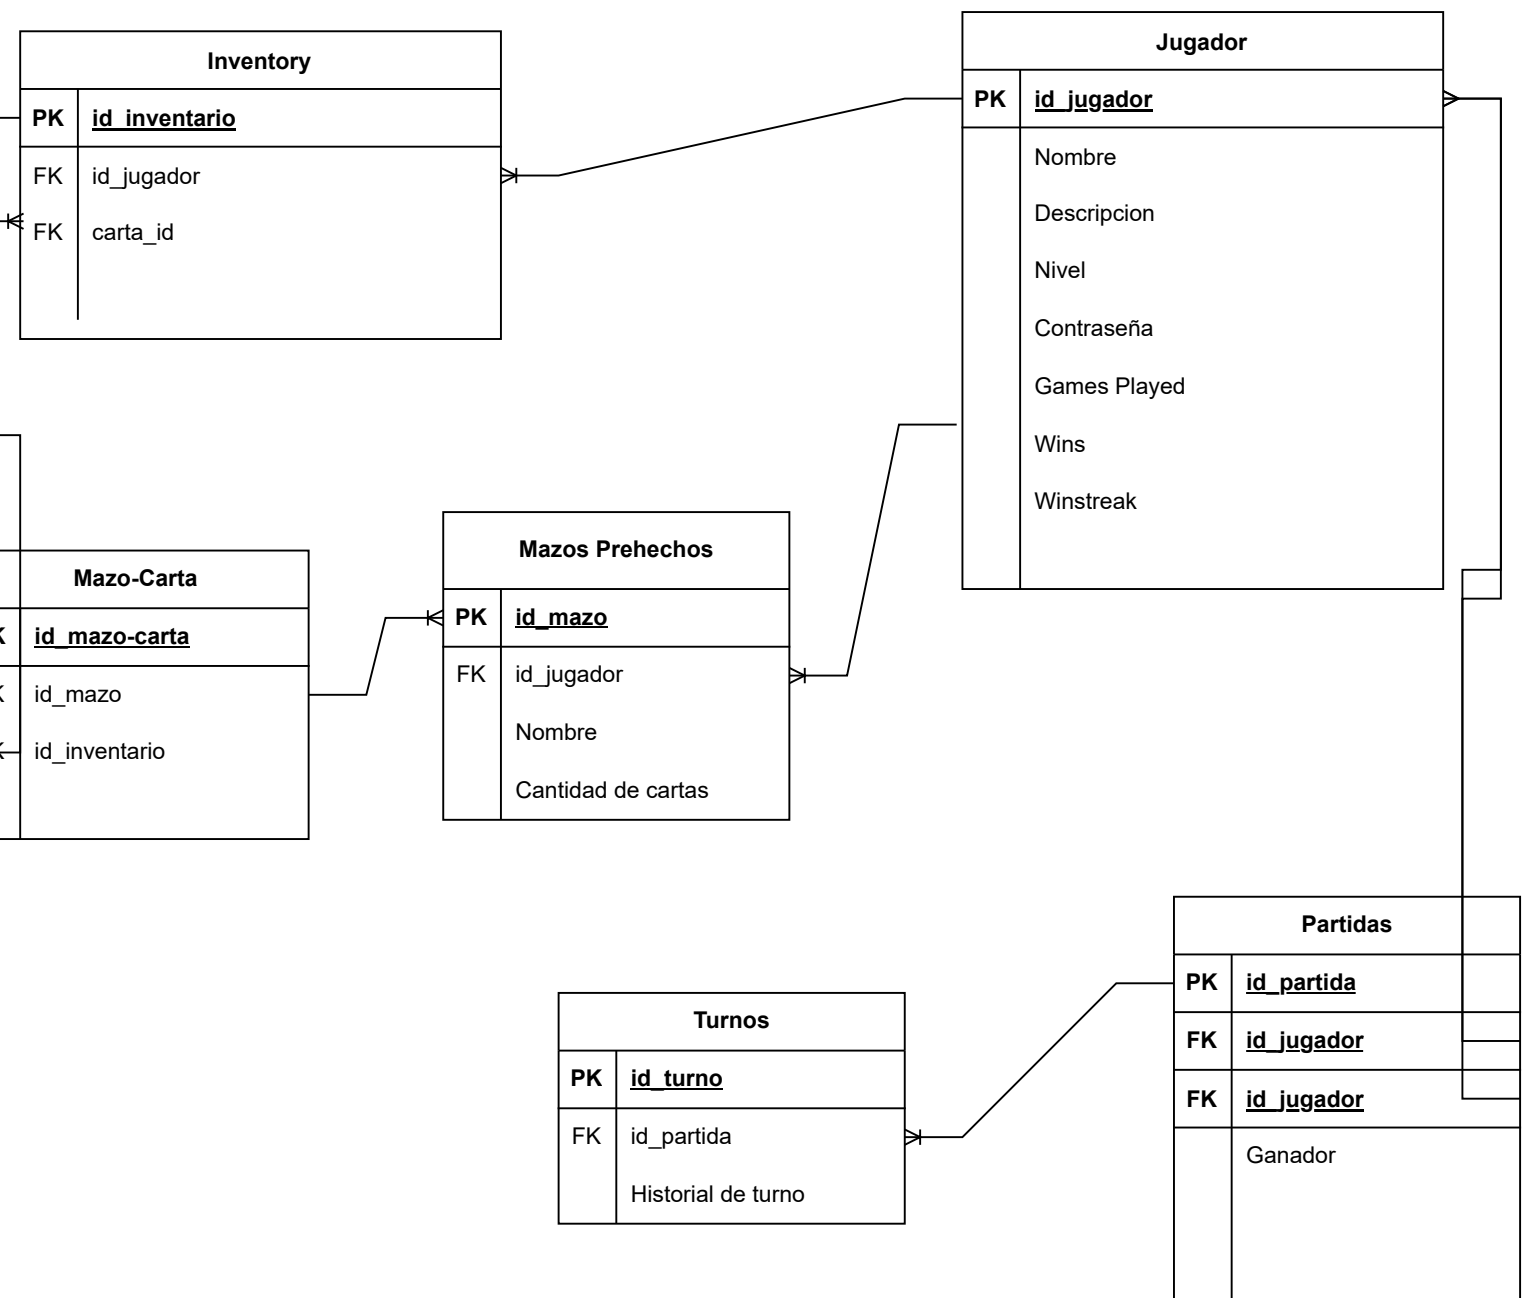 Inventory
PK id_inventario
FK id_jugador
FK carta_id
Jugador
PK id_jugador
Nombre
Descripcion
Nivel
Contraseña
Games Played
Wins
Winstreak
Mazo-Carta
id_mazo-carta
id_mazo
id_inventario
Mazos Prehechos
PK id_mazo
FK id_jugador
Nombre
Cantidad de cartas
Turnos
PK id_turno
FK id_partida
Historial de turno
Partidas
PK id_partida
FK id_jugador
FK id_jugador
Ganador